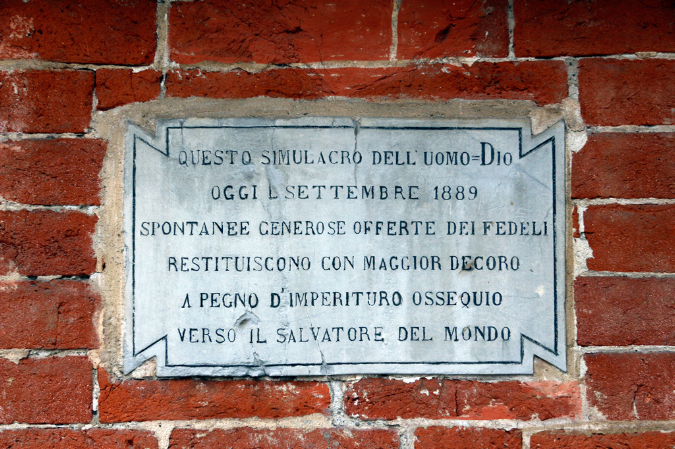 QUESTO SIMULACRO DELL'UOMO=DIO
OGGI SETTEMBRE 1889
SPONTANEE GENEROSE OFFERTE DEI FEDELI
RESTITUISCONO CON MAGGIOR DECORO
A PEGNO D'IMPERITURO OSSEQUIO
VERSO IL SALVATORE DEL MONDO